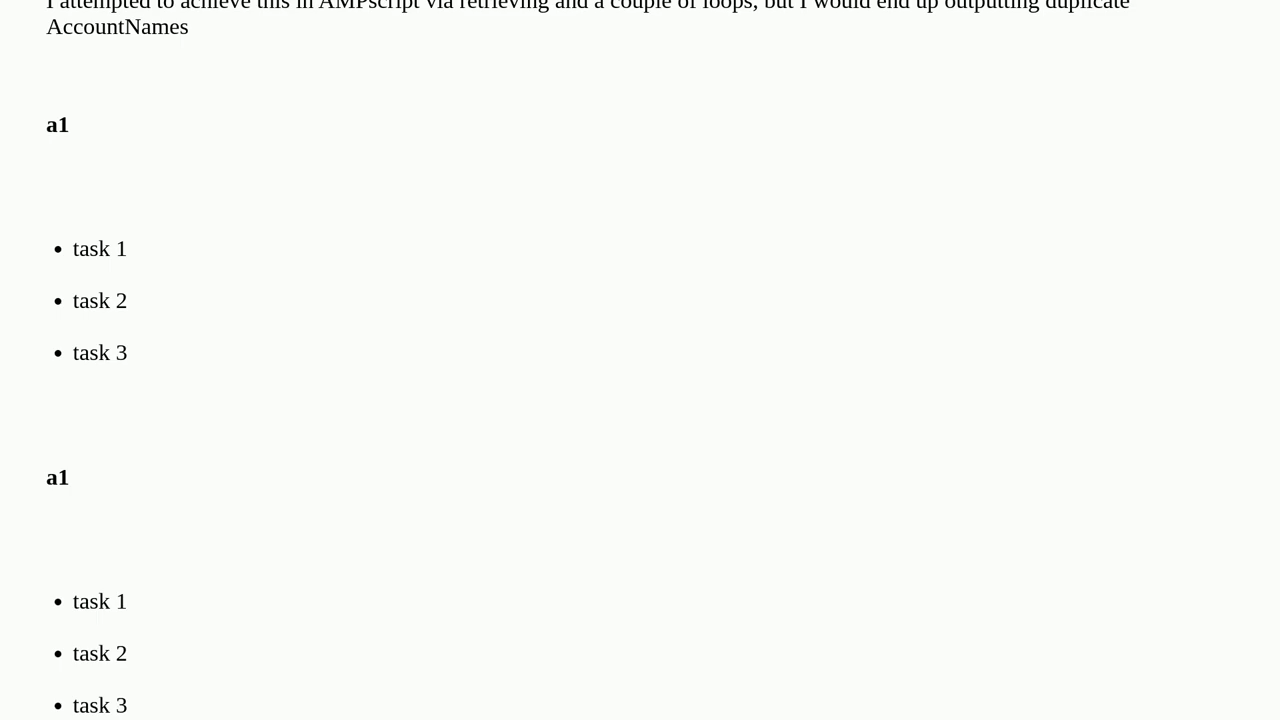 I attempted to achieve this in AMPscript via retrieving and a couple of loops, but I would end up outputting duplicate
AccountNames
a1
• task 1
• task 2
• task 3
a1
• task 1
• task 2
• task 3